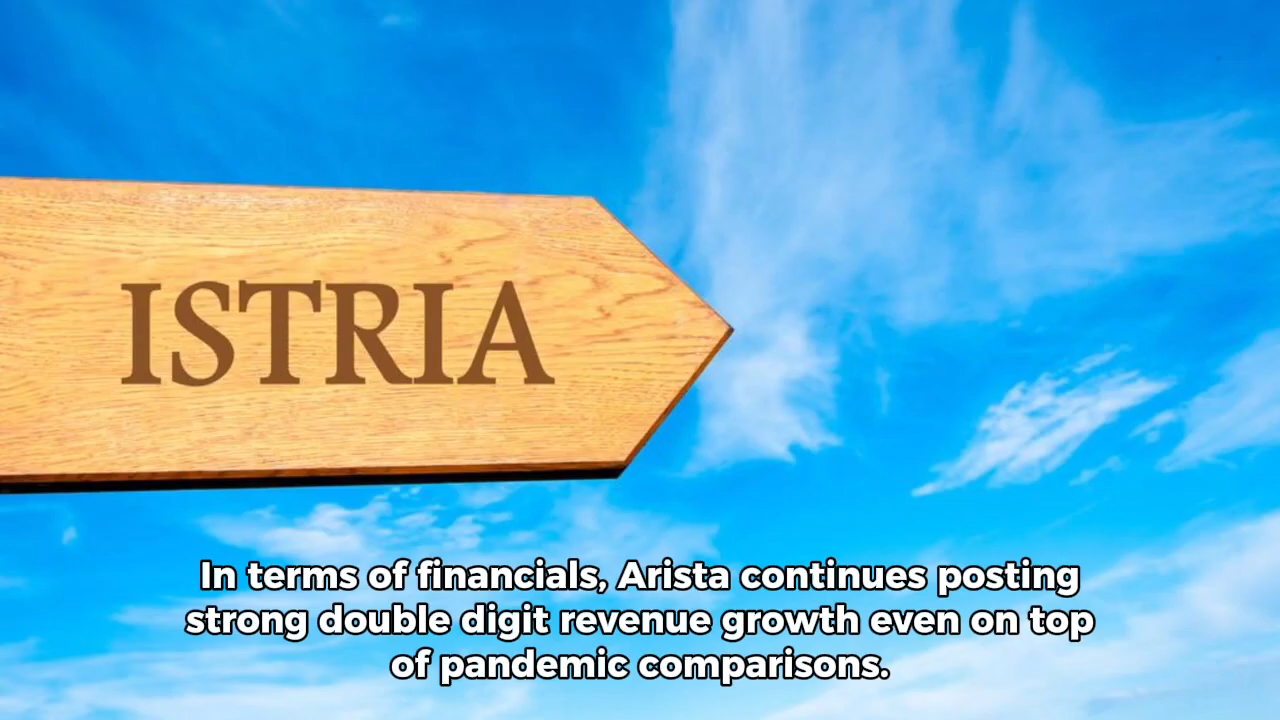 ISTRIA
In terms of financials, Arista continues posting
strong double digit revenue growth even on top
of pandemic comparisons.